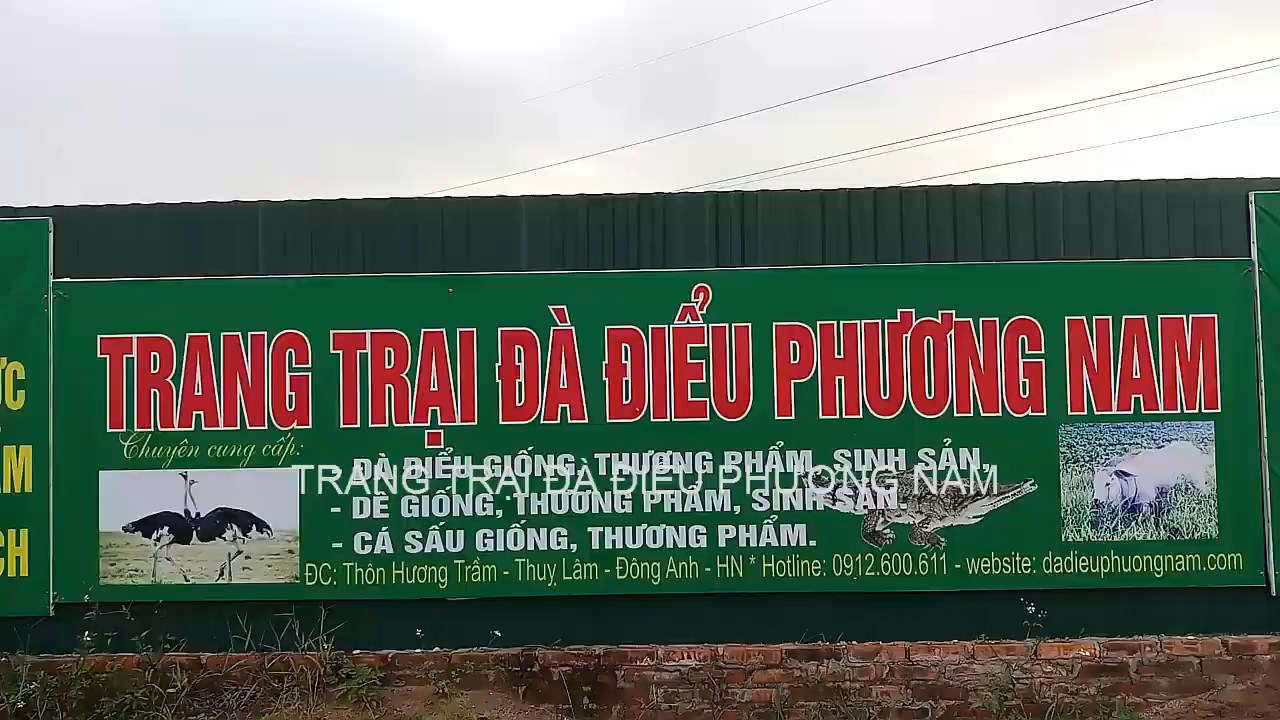 TRANG TRẠI ĐÀ ĐIỂU PHƯƠNG NAM
Chuyên cung cấp:
- ĐÀ ĐIỂU GIỐNG, THƯƠNG PHẨM, SINH SẢN,
TRANG TRẠI ĐÀ ĐIỂU PHƯƠNG NAM
- DÊ GIỐNG, THƯƠNG PHẨM, SINH SẢN.
- CÁ SẤU GIỐNG, THƯƠNG PHẨM.
ĐC: Thôn Hương Trầm - Thuỵ Lâm - Đông Anh - HN * Hotline: 0912.600.611 - website: dadieuphuongnam.com